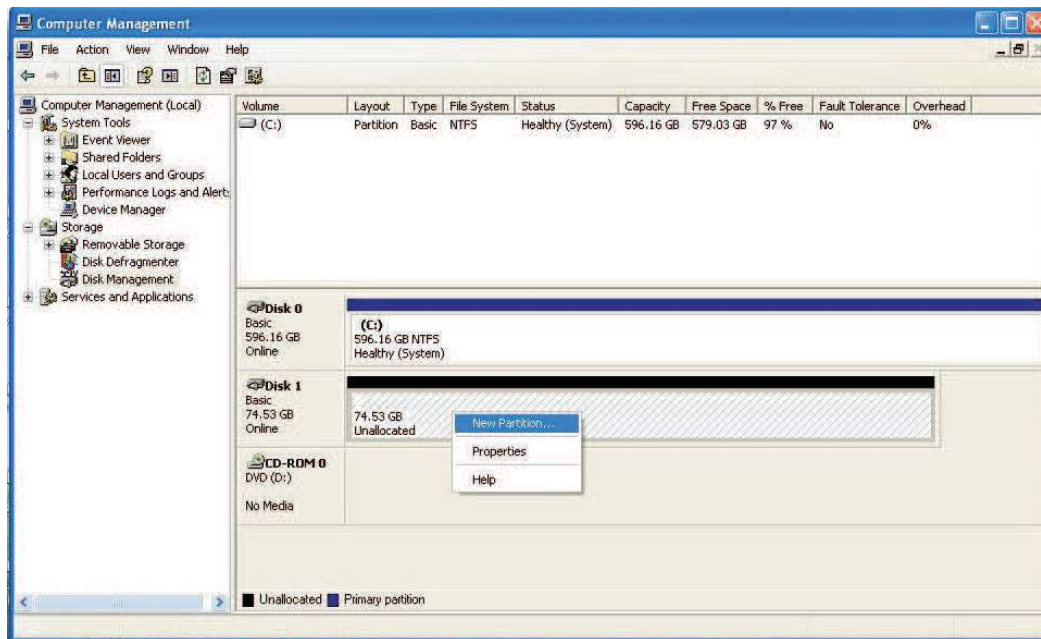 Computer Management
File Action View Window Help
Computer Management (Local)
System Tools
Event Viewer
Shared Folders
Local Users and Groups
Performance Logs and Alert:
Device Manager
Storage
Removable Storage
Disk Defragmenter
Disk Management
Services and Applications
Volume Layout Type File System Status Capacity Free Space % Free Fault Tolerance Overhead
(C:) Partition Basic NTFS Healthy (System) 596.16 GB 579.03 GB 97 % No 0%
Disk 0
Basic
596.16 GB
Online
(C:)
596.16 GB NTFS
Healthy (System)
Disk 1
Basic
74.53 GB
Online
74.53 GB
Unallocated
New Partition...
Properties
Help
CD-ROM 0
DVD (D:)
No Media
Unallocated Primary partition